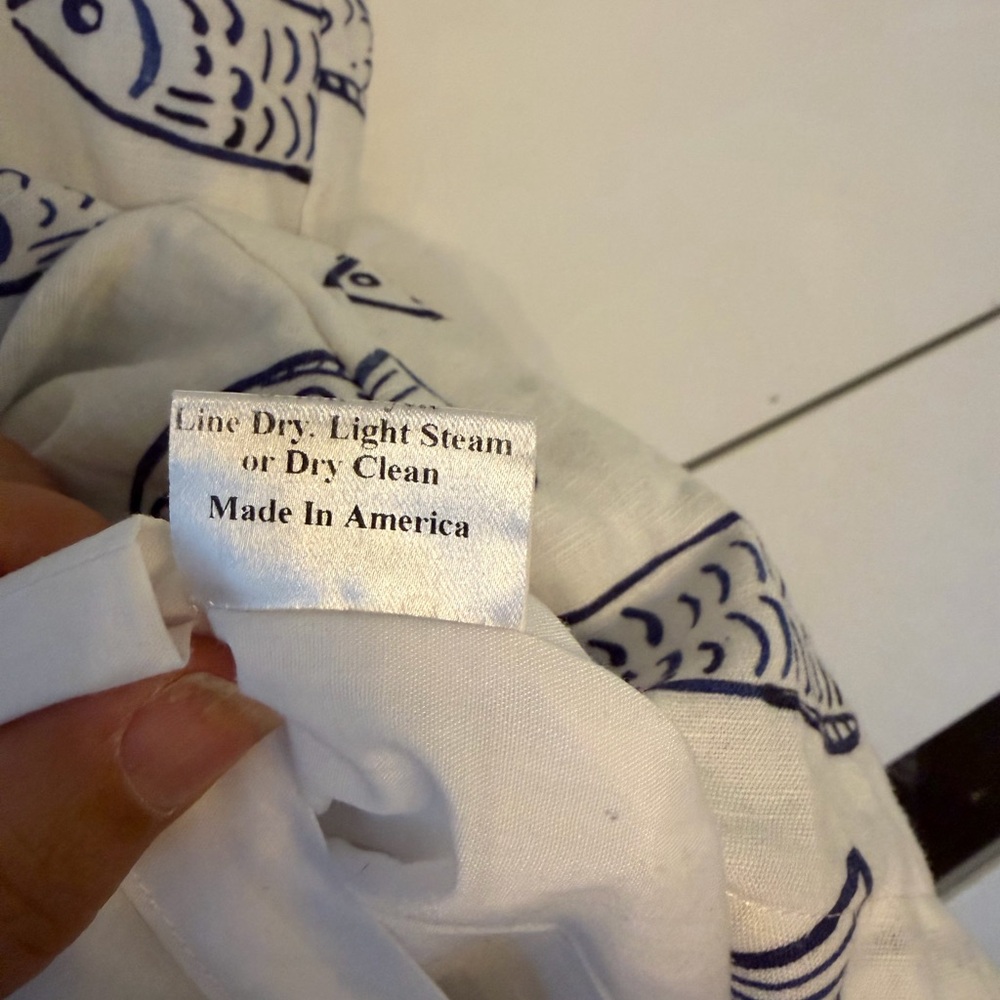 Line Dry. Light Steam
or Dry Clean
Made In America